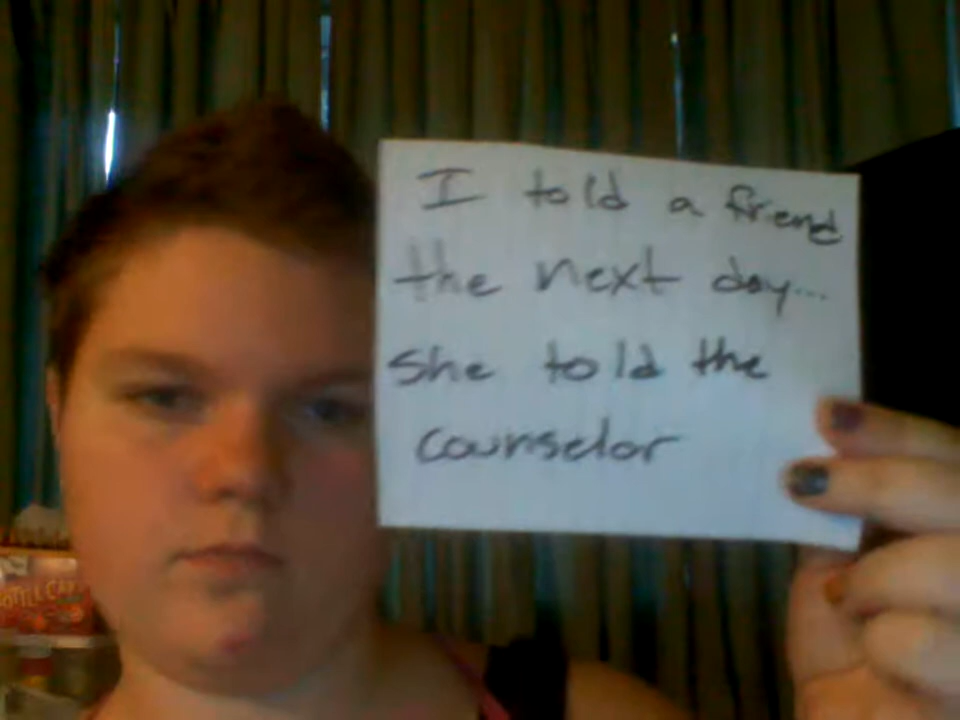 I told a friend
the next day...
she told the
counselor